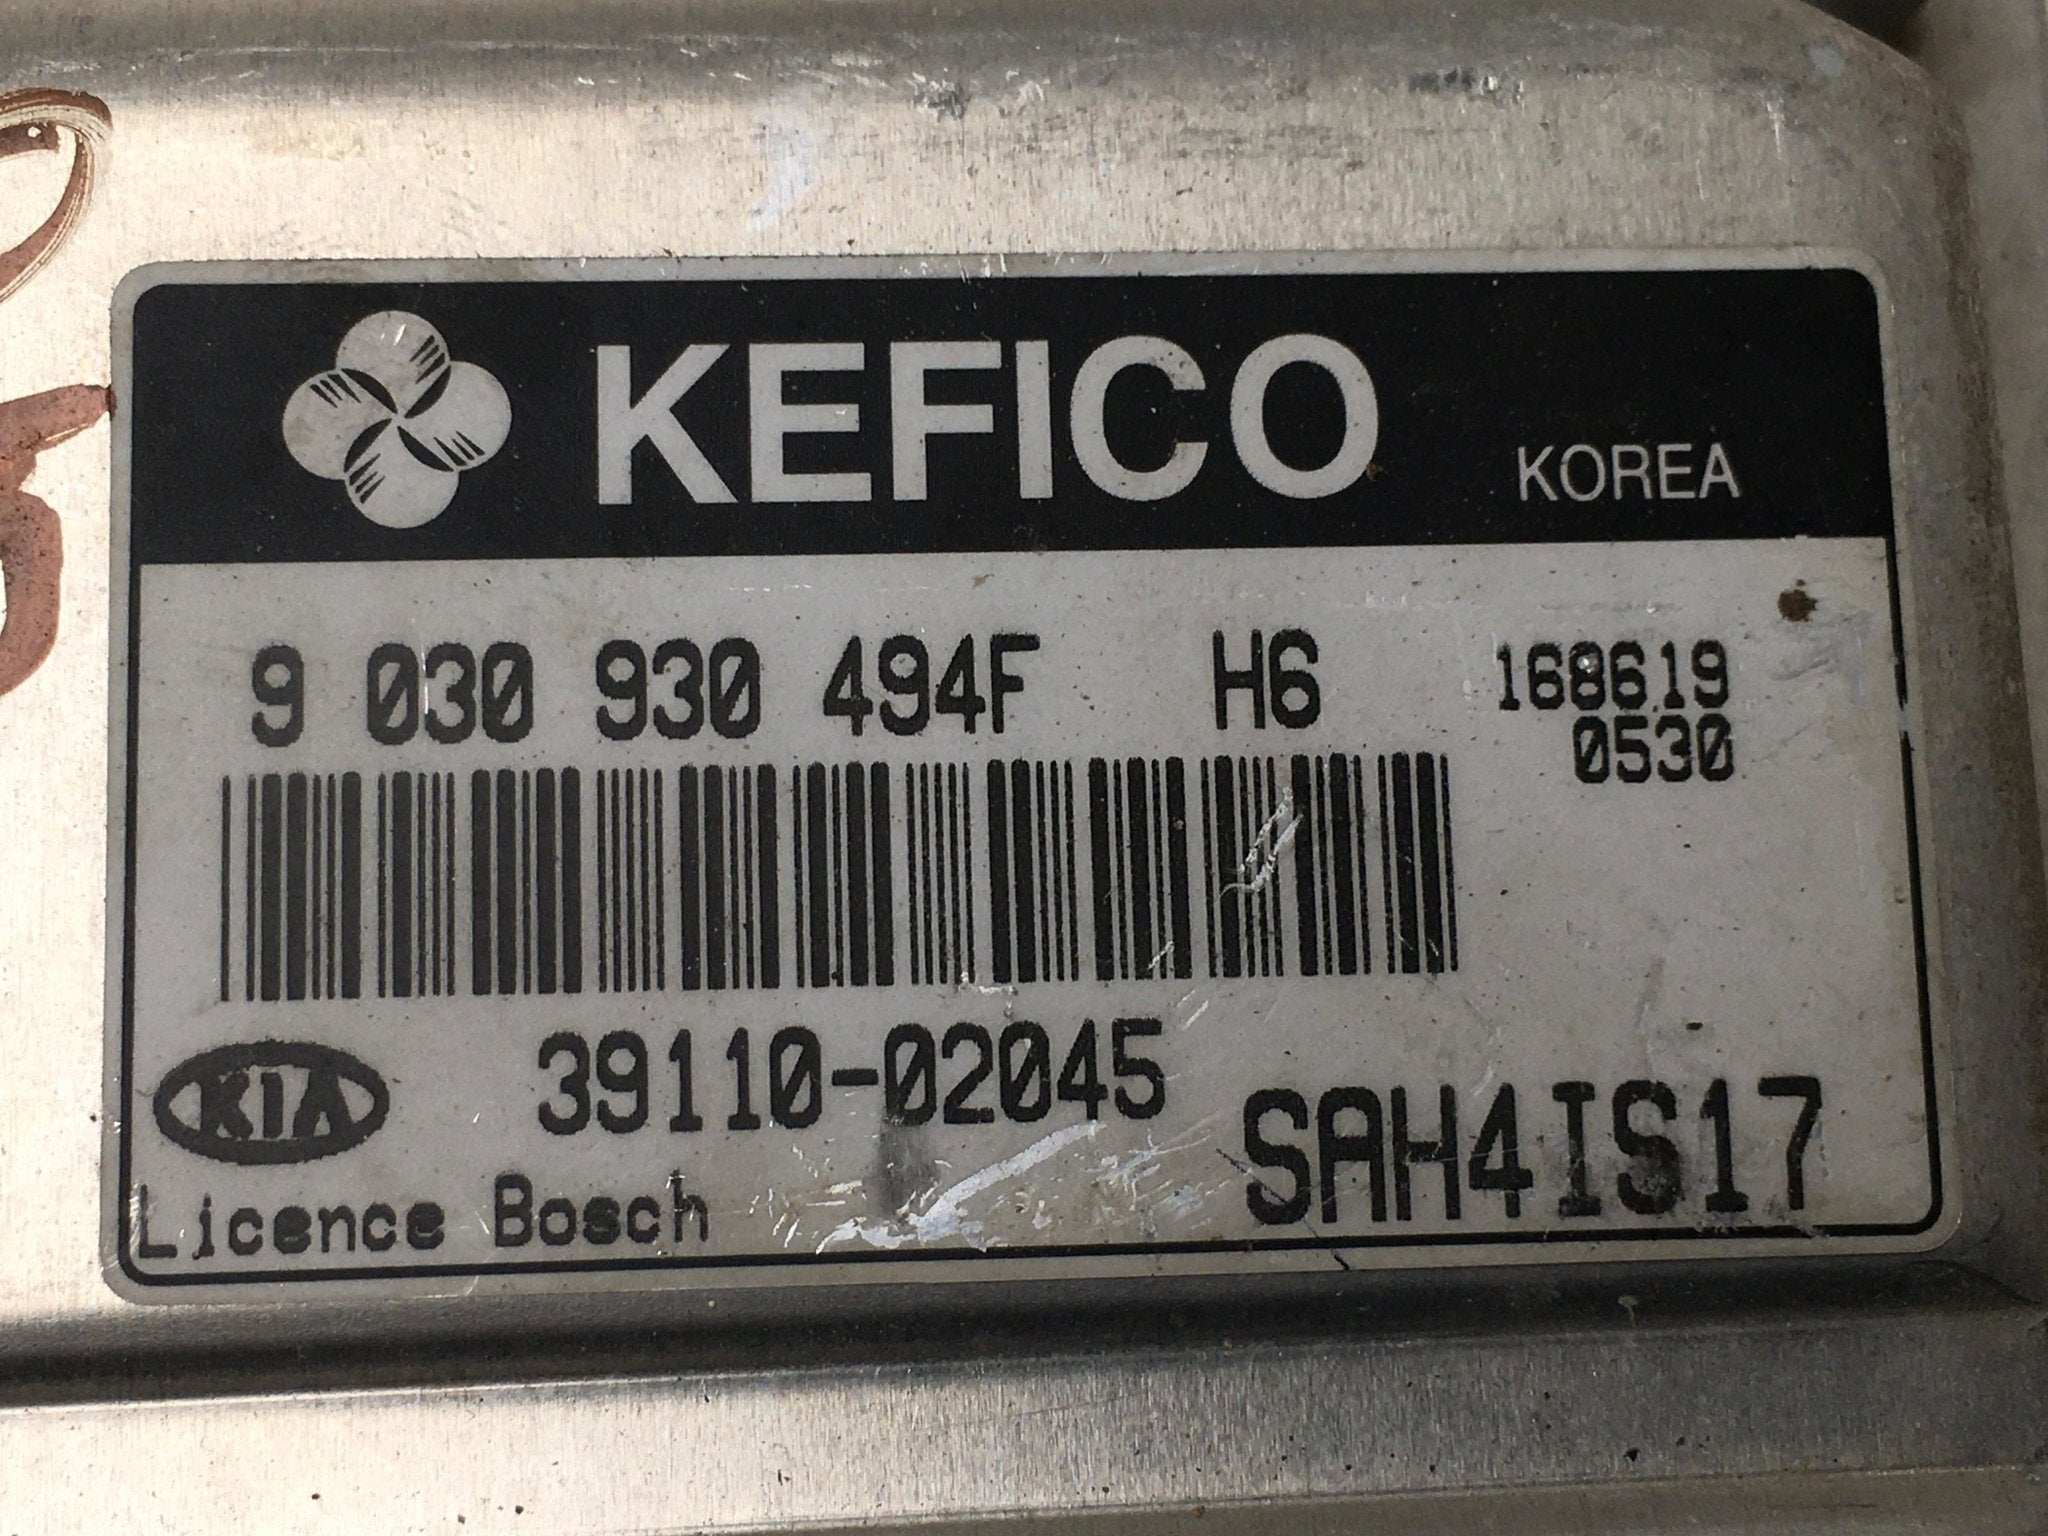 KEFICO KOREA
9 030 930 494F H6 168619
0530
KIA 39110-02045
SAH4IS17
Licence Bosch